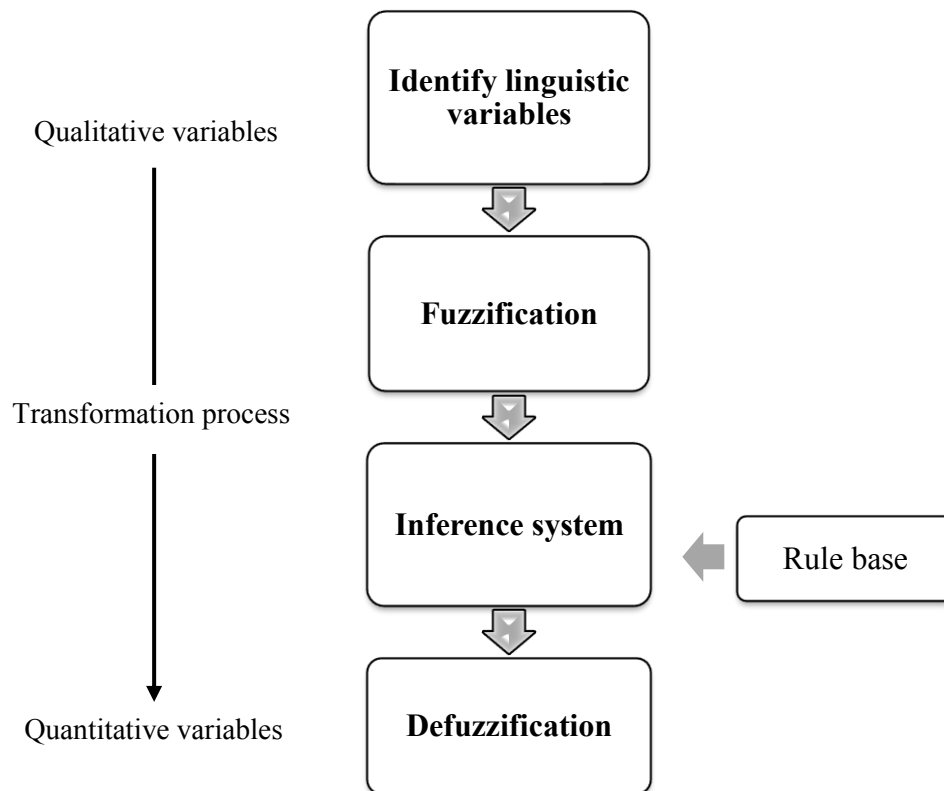 Identify linguistic
variables
Qualitative variables
Fuzzification
Transformation process
Inference system
Rule base
Quantitative variables
Defuzzification